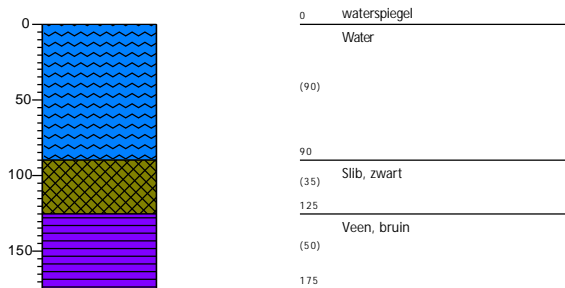 0
50
100
150
0 waterspiegel
Water
(90)
90
Slib, zwart
(35)
125
Veen, bruin
(50)
175